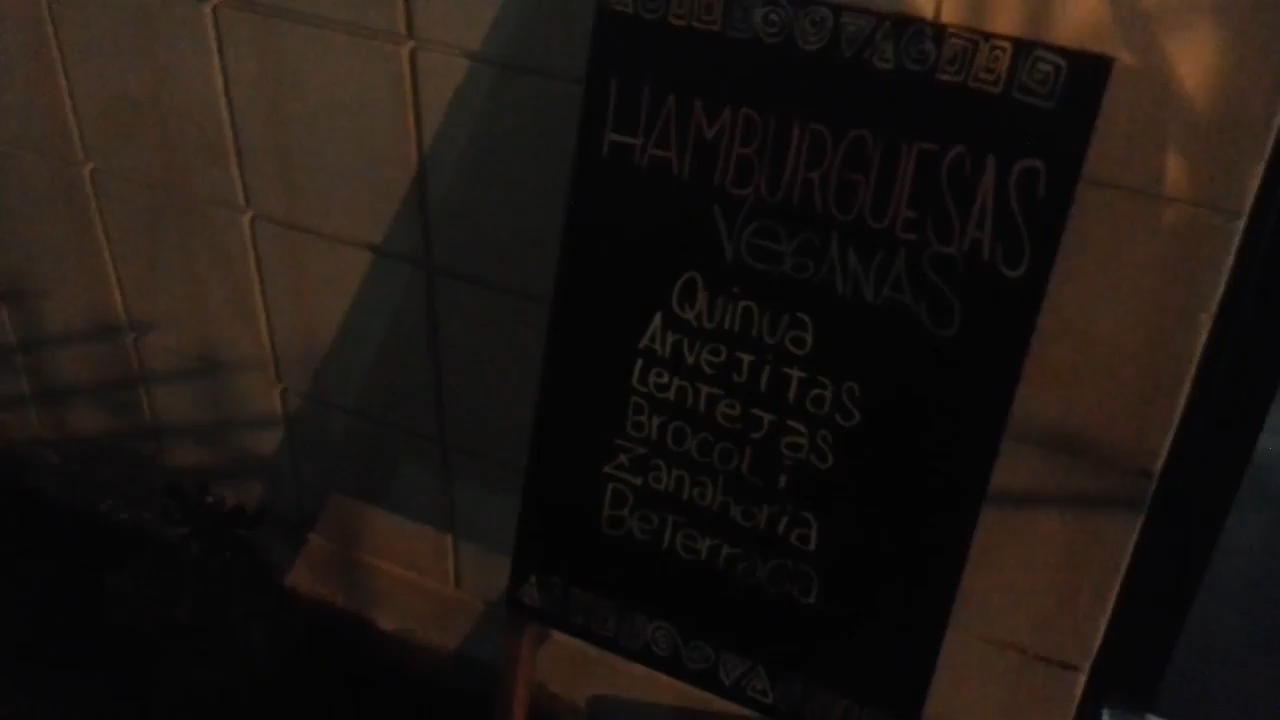 HAMBURGUESAS
VEGANAS
Quinua
Arvejitas
Lentejas
Brocoli
Zanahoria
Beterraga